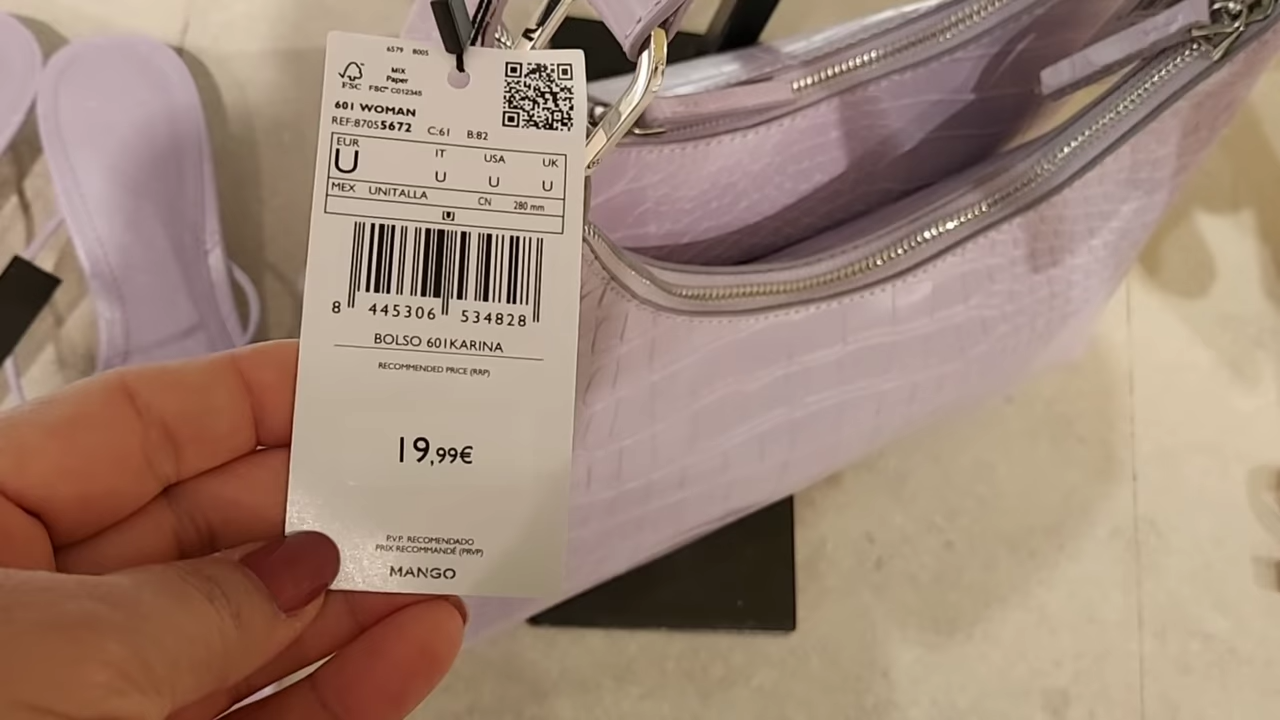 6579 8005
MIX
Paper
FSC™ C012345
FSC
601 WOMAN
REF:87055672 C:61 B:82
EUR IT USA UK
U U U U
MEX UNITALLA CN 280 mm
U
8 445306 534828
BOLSO 601KARINA
RECOMMENDED PRICE (RRP)
19,99€
P.V.P. RECOMENDADO
PRIX RECOMMANDÉ (PRVP)
MANGO